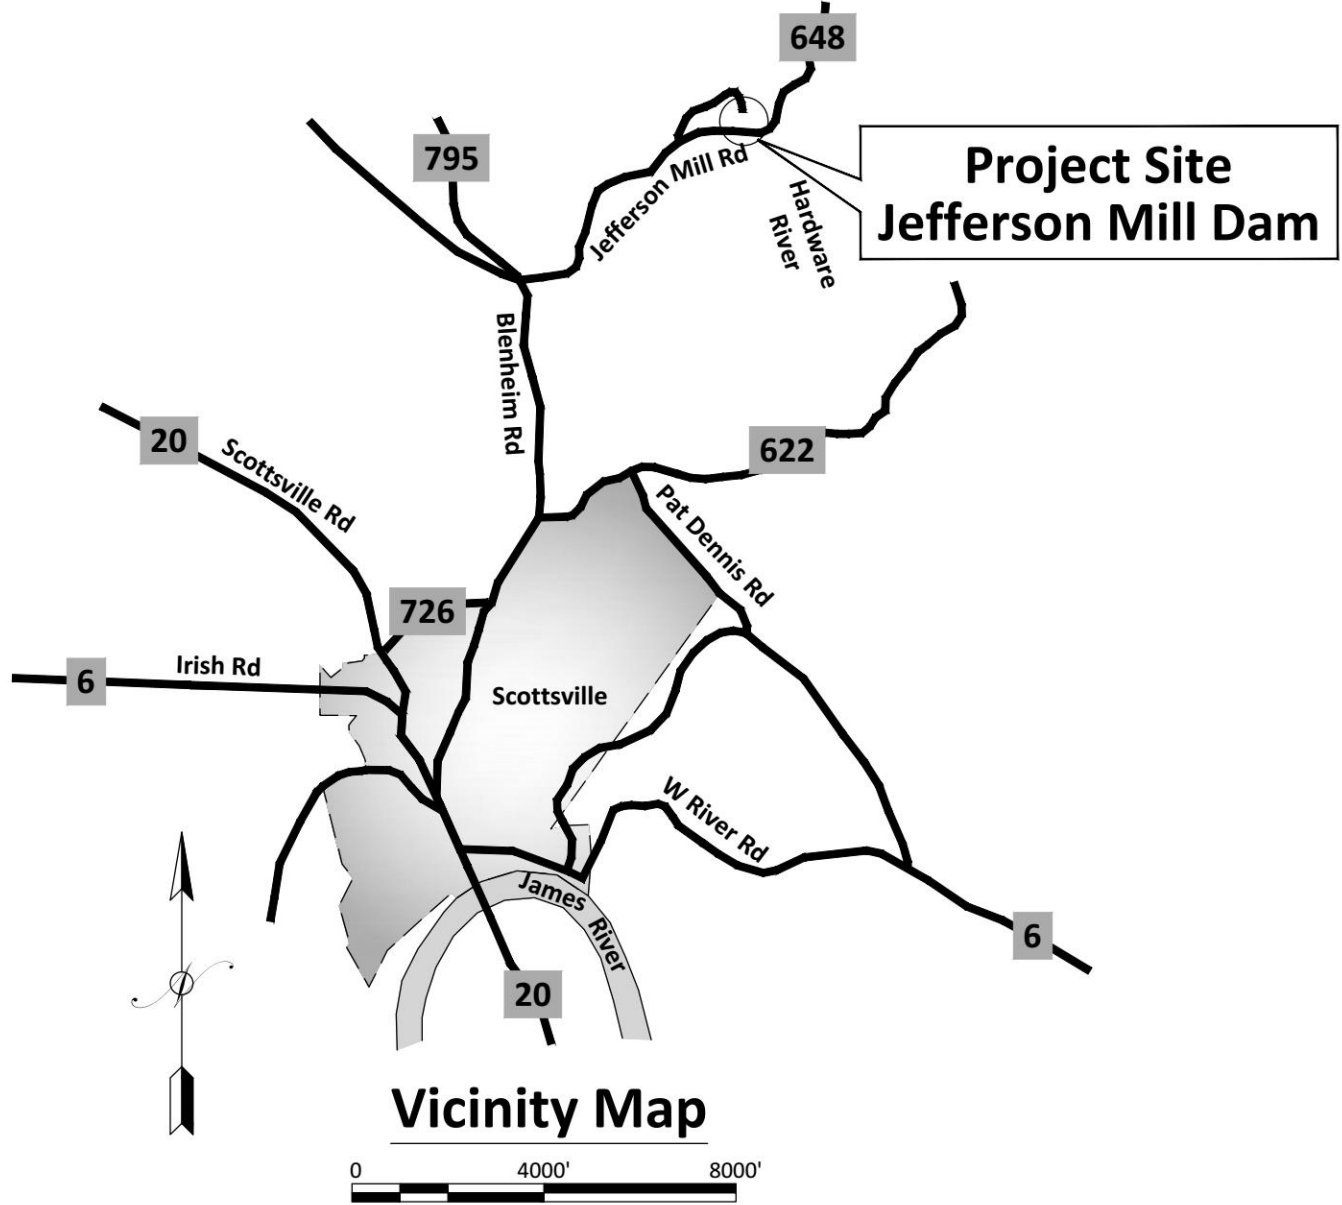 648
795
Project Site
Jefferson Mill Dam
Jefferson Mill Rd
Hardware
River
Blenheim Rd
20
Scottsville Rd
622
Pat Dennis Rd
726
6
Irish Rd
Scottsville
W River Rd
James River
6
20
Vicinity Map
0 4000' 8000'